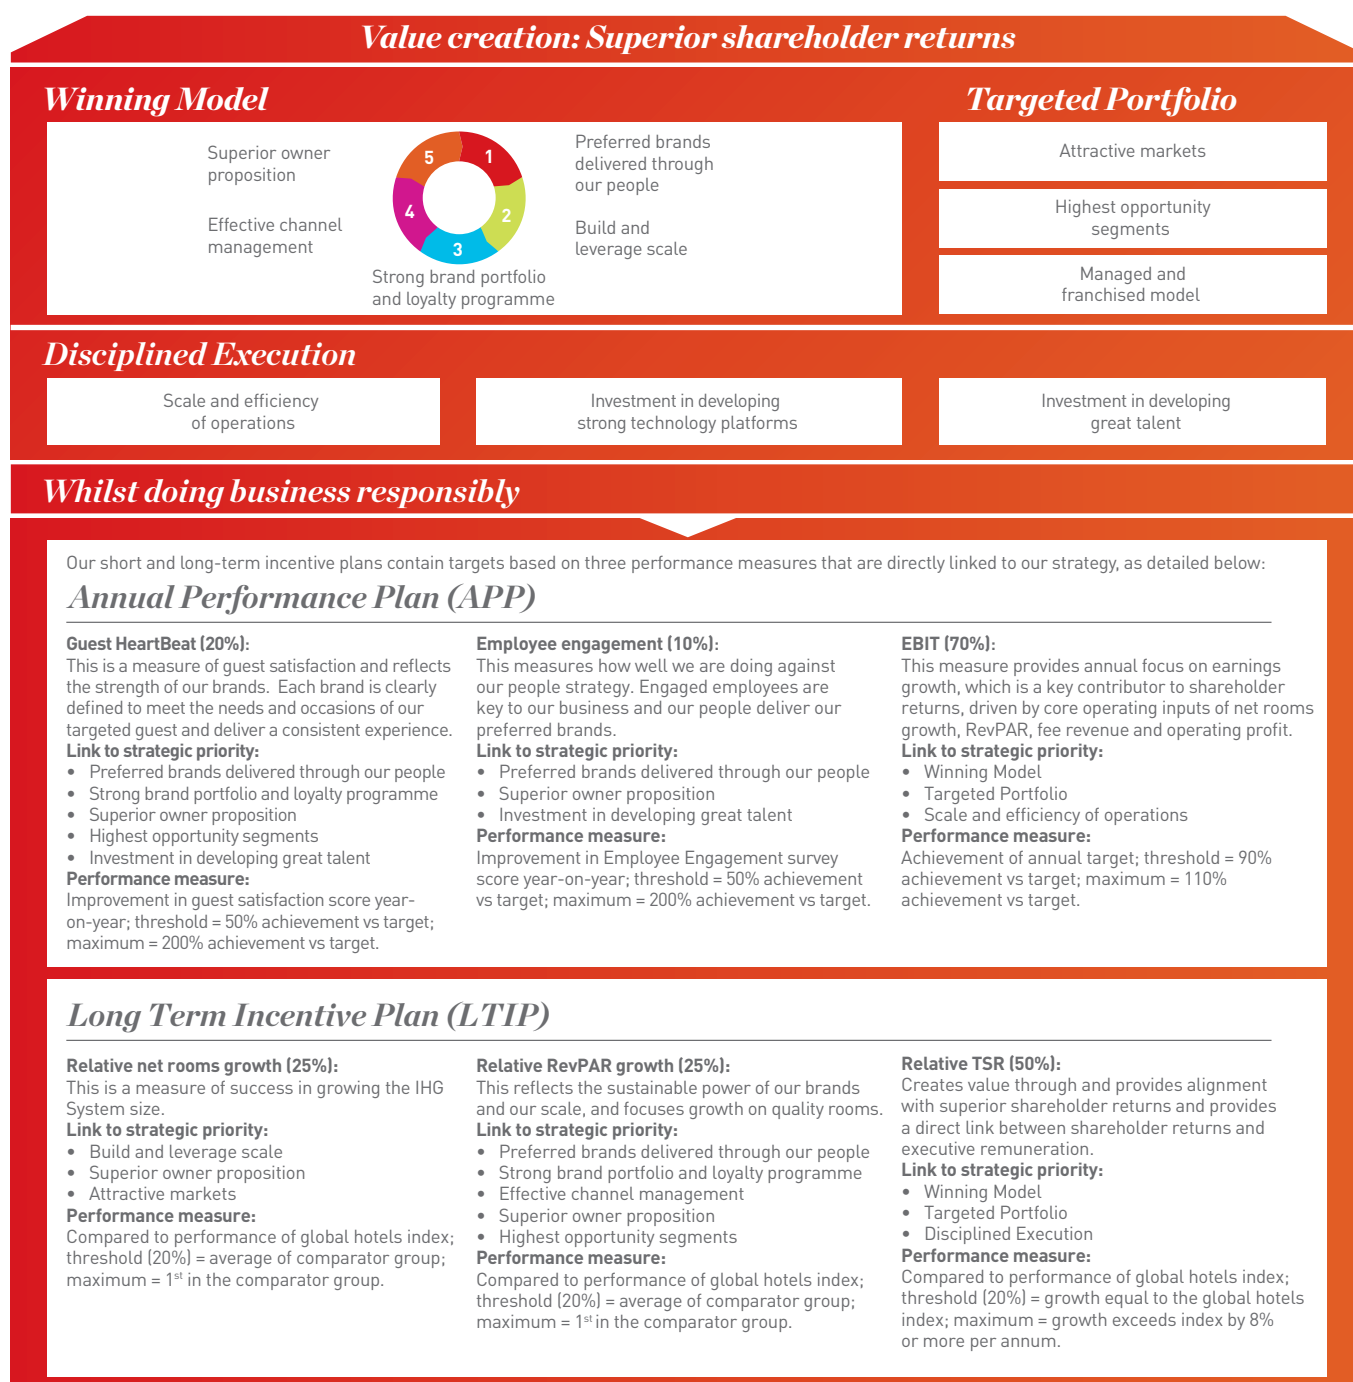 Value creation: Superior shareholder returns
Winning Model
Superior owner
proposition
Effective channel
management
5
1
4
2
3
Preferred brands
delivered through
our people
Build and
leverage scale
Strong brand portfolio
and loyalty programme
Targeted Portfolio
Attractive markets
Highest opportunity
segments
Managed and
franchised model
Disciplined Execution
Scale and efficiency
of operations
Investment in developing
strong technology platforms
Investment in developing
great talent
Whilst doing business responsibly
Our short and long-term incentive plans contain targets based on three performance measures that are directly linked to our strategy, as detailed below:
Annual Performance Plan (APP)
Guest HeartBeat (20%):
This is a measure of guest satisfaction and reflects
the strength of our brands.  Each brand is clearly
defined to meet the needs and occasions of our
targeted guest and deliver a consistent experience.
Link to strategic priority:
• Preferred brands delivered through our people
• Strong brand portfolio and loyalty programme
• Superior owner proposition
• Highest opportunity segments
• Investment in developing great talent
Performance measure:
Improvement in guest satisfaction score year-
on-year; threshold = 50% achievement vs target;
maximum = 200% achievement vs target.
Employee engagement (10%):
This measures how well we are doing against
our people strategy. Engaged employees are
key to our business and our people deliver our
preferred brands.
Link to strategic priority:
• Preferred brands delivered through our people
• Superior owner proposition
• Investment in developing great talent
Performance measure:
Improvement in Employee Engagement survey
score year-on-year; threshold = 50% achievement
vs target; maximum = 200% achievement vs target.
EBIT (70%):
This measure provides annual focus on earnings
growth, which is a key contributor to shareholder
returns, driven by core operating inputs of net rooms
growth, RevPAR, fee revenue and operating profit.
Link to strategic priority:
• Winning Model
• Targeted Portfolio
• Scale and efficiency of operations
Performance measure:
Achievement of annual target; threshold = 90%
achievement vs target; maximum = 110%
achievement vs target.
Long Term Incentive Plan (LTIP)
Relative net rooms growth (25%):
This is a measure of success in growing the IHG
System size.
Link to strategic priority:
• Build and leverage scale
• Superior owner proposition
• Attractive markets
Performance measure:
Compared to performance of global hotels index;
threshold (20%) = average of comparator group;
maximum = 1st in the comparator group.
Relative RevPAR growth (25%):
This reflects the sustainable power of our brands
and our scale, and focuses growth on quality rooms.
Link to strategic priority:
• Preferred brands delivered through our people
• Strong brand portfolio and loyalty programme
• Effective channel management
• Superior owner proposition
• Highest opportunity segments
Performance measure:
Compared to performance of global hotels index;
threshold (20%) = average of comparator group;
maximum = 1st in the comparator group.
Relative TSR (50%):
Creates value through and provides alignment
with superior shareholder returns and provides
a direct link between shareholder returns and
executive remuneration.
Link to strategic priority:
• Winning Model
• Targeted Portfolio
• Disciplined Execution
Performance measure:
Compared to performance of global hotels index;
threshold (20%) = growth equal to the global hotels
index; maximum = growth exceeds index by 8%
or more per annum.